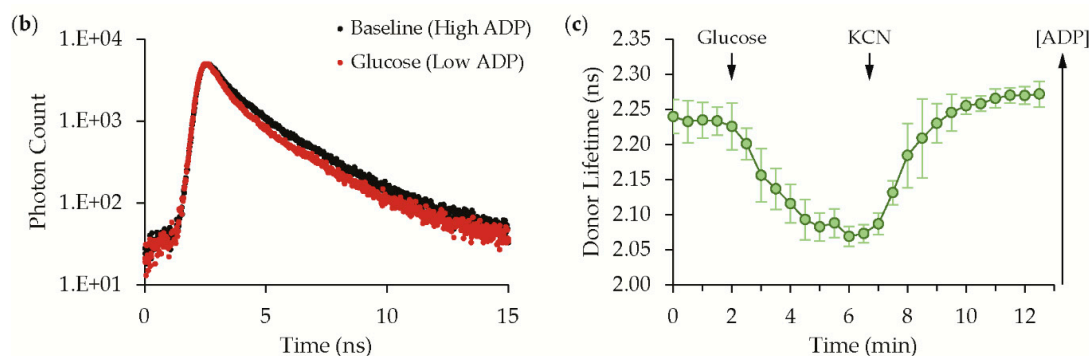 (b)
1.E+04
1.E+03
1.E+02
1.E+01
Photon Count
Baseline (High ADP)
Glucose (Low ADP)
0 5 10 15
Time (ns)
(c)
2.35
2.30
2.25
2.20
2.15
2.10
2.05
2.00
Donor Lifetime (ns)
Glucose KCN [ADP]
0 2 4 6 8 10 12
Time (min)